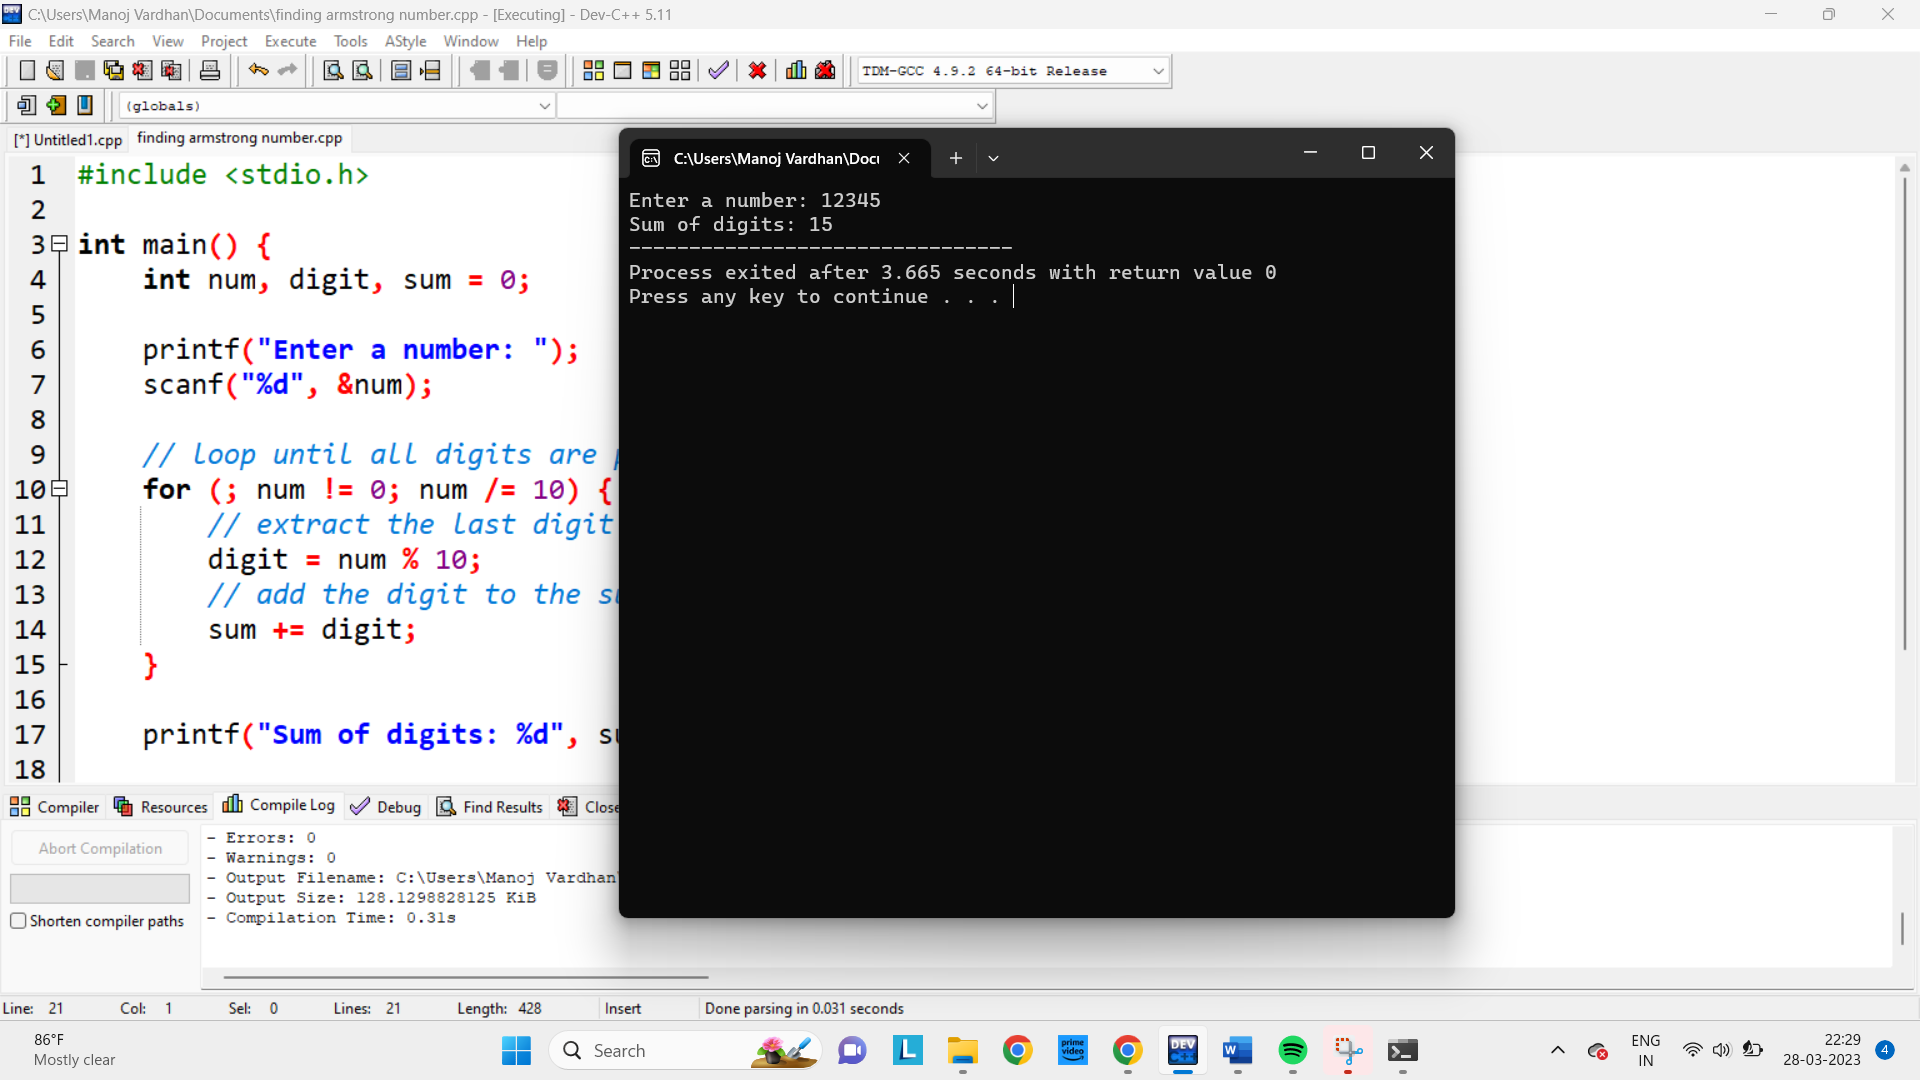 C:\Users\Manoj Vardhan\Documents\finding armstrong number.cpp - [Executing] - Dev-C++ 5.11
File Edit Search View Project Execute Tools AStyle Window Help
TDM-GCC 4.9.2 64-bit Release
(globals)
[*] Untitled1.cpp finding armstrong number.cpp
1 #include <stdio.h>
2
3 int main() {
4 int num, digit, sum = 0;
5
6 printf("Enter a number: ");
7 scanf("%d", &num);
8
9 // loop until all digits are
10 for (; num != 0; num /= 10) {
11 // extract the last digit
12 digit = num % 10;
13 // add the digit to the
14 sum += digit;
15 }
16
17 printf("Sum of digits: %d",
18
C:\Users\Manoj Vardhan\Docu
Enter a number: 12345
Sum of digits: 15
--------------------------------
Process exited after 3.665 seconds with return value 0
Press any key to continue . . .
Compiler Resources Compile Log Debug Find Results Close
Abort Compilation
Shorten compiler paths
- Errors: 0
- Warnings: 0
- Output Filename: C:\Users\Manoj Vardhan
- Output Size: 128.1298828125 KiB
- Compilation Time: 0.31s
Line: 21 Col: 1 Sel: 0 Lines: 21 Length: 428 Insert Done parsing in 0.031 seconds
86°F
Mostly clear
Search
L
prime video
DEV C++
W
ENG
IN
22:29
28-03-2023
4